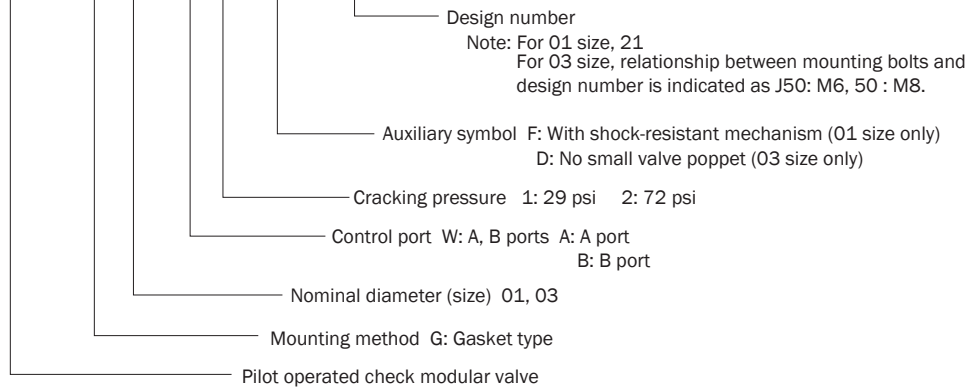 Design number
Note: For 01 size, 21
For 03 size, relationship between mounting bolts and
design number is indicated as J50: M6, 50 : M8.
Auxiliary symbol F: With shock-resistant mechanism (01 size only)
D: No small valve poppet (03 size only)
Cracking pressure 1: 29 psi 2: 72 psi
Control port W: A, B ports A: A port
B: B port
Nominal diameter (size) 01, 03
Mounting method G: Gasket type
Pilot operated check modular valve